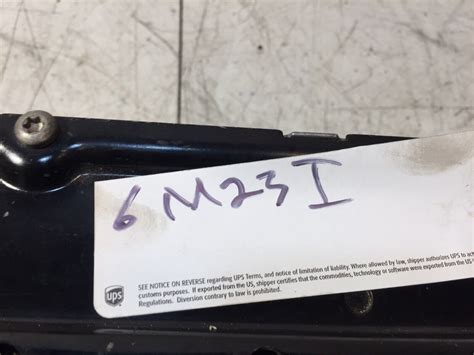 6M23I
SEE NOTICE ON REVERSE regarding UPS Terms, and notice of limitation of liability. Where allowed by law, shipper authorizes UPS to act
customs purposes. If exported from the US, shipper certifies that the commodities, technology or software were exported from the US
Regulations. Diversion contrary to law is prohibited.
ups